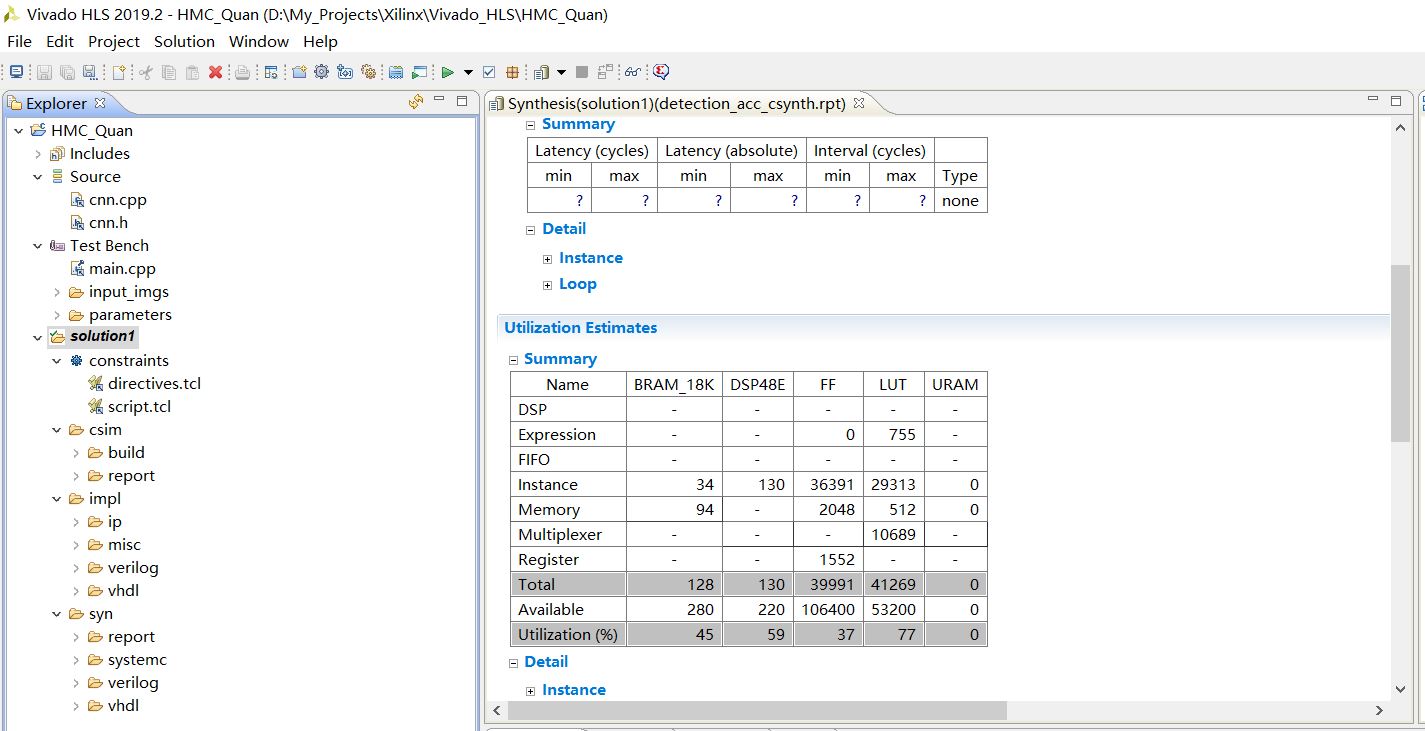 Vivado HLS 2019.2 - HMC_Quan (D:\My_Projects\Xilinx\Vivado_HLS\HMC_Quan)
File Edit Project Solution Window Help
Explorer
HMC_Quan
Includes
Source
cnn.cpp
cnn.h
Test Bench
main.cpp
input_imgs
parameters
solution1
constraints
directives.tcl
script.tcl
csim
build
report
impl
ip
misc
verilog
vhdl
syn
report
systemc
verilog
vhdl
Synthesis(solution1)(detection_acc_csynth.rpt)
Summary
Latency (cycles) Latency (absolute) Interval (cycles)
min max min max min max Type
? ? ? ? ? ? none
Detail
Instance
Loop
Utilization Estimates
Summary
Name BRAM_18K DSP48E FF LUT URAM
DSP - - - - -
Expression - - 0 755 -
FIFO - - - - -
Instance 34 130 36391 29313 0
Memory 94 - 2048 512 0
Multiplexer - - - 10689 -
Register - - 1552 - -
Total 128 130 39991 41269 0
Available 280 220 106400 53200 0
Utilization (%) 45 59 37 77 0
Detail
Instance